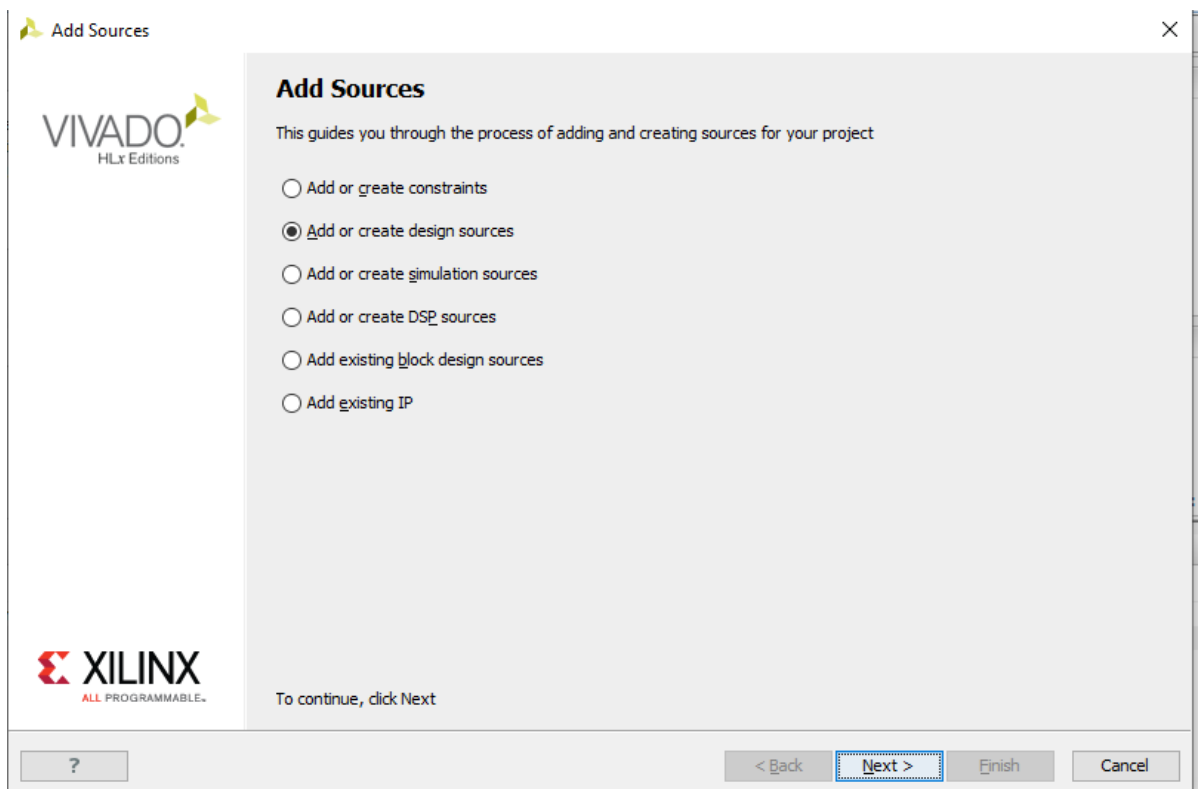 Add Sources
VIVADO.
HLx Editions
Add Sources
This guides you through the process of adding and creating sources for your project
Add or create constraints
Add or create design sources
Add or create simulation sources
Add or create DSP sources
Add existing block design sources
Add existing IP
XILINX
ALL PROGRAMMABLE™
To continue, click Next
?
< Back
Next >
Finish
Cancel